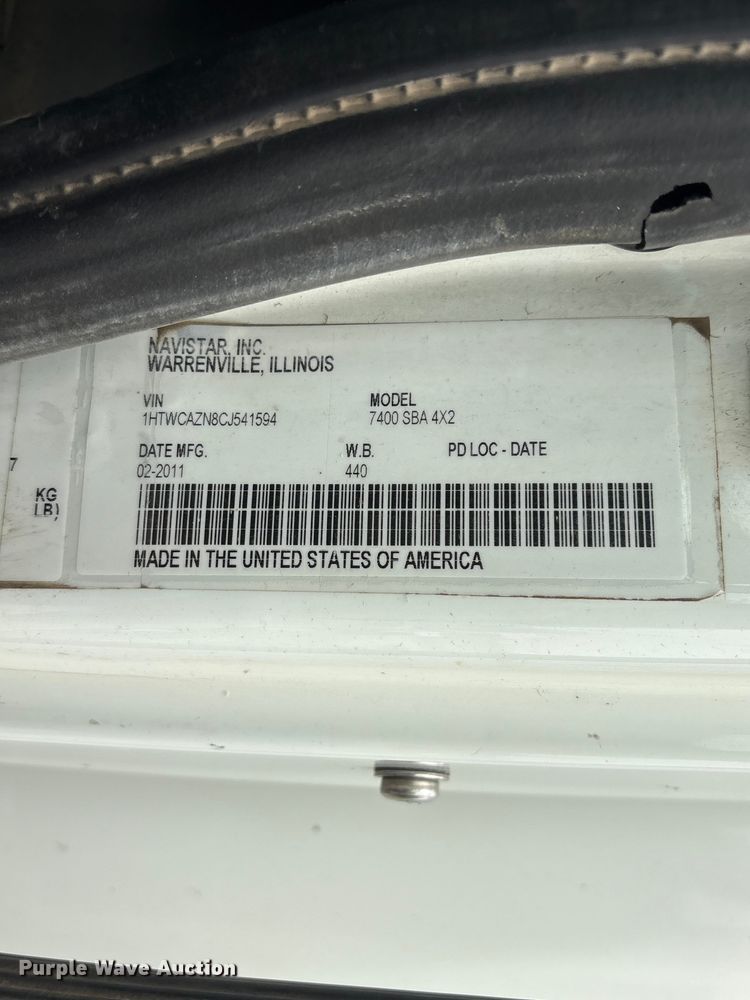 NAVISTAR, INC.
WARRENVILLE, ILLINOIS
VIN MODEL
1HTWCAZN8CJ541594 7400 SBA 4X2
DATE MFG. W.B. PD LOC - DATE
02-2011 440
MADE IN THE UNITED STATES OF AMERICA
7
KG
LB)
Purple Wave Auction